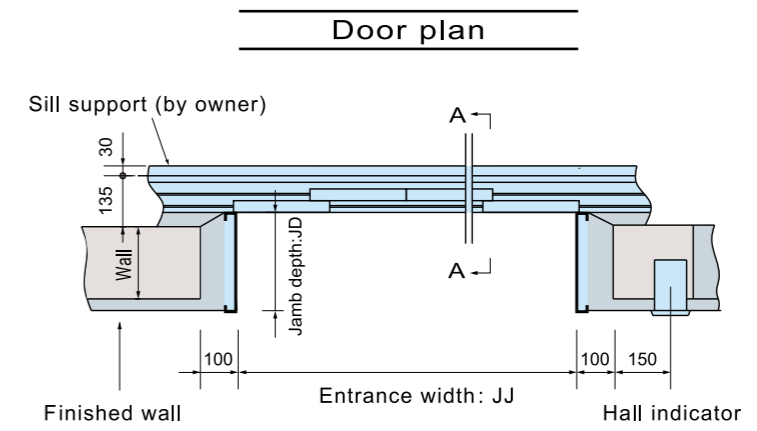 Door plan
Sill support (by owner)
A
30
135
Wall
Jamb depth:JD
A
100
100
150
Entrance width: JJ
Finished wall
Hall indicator